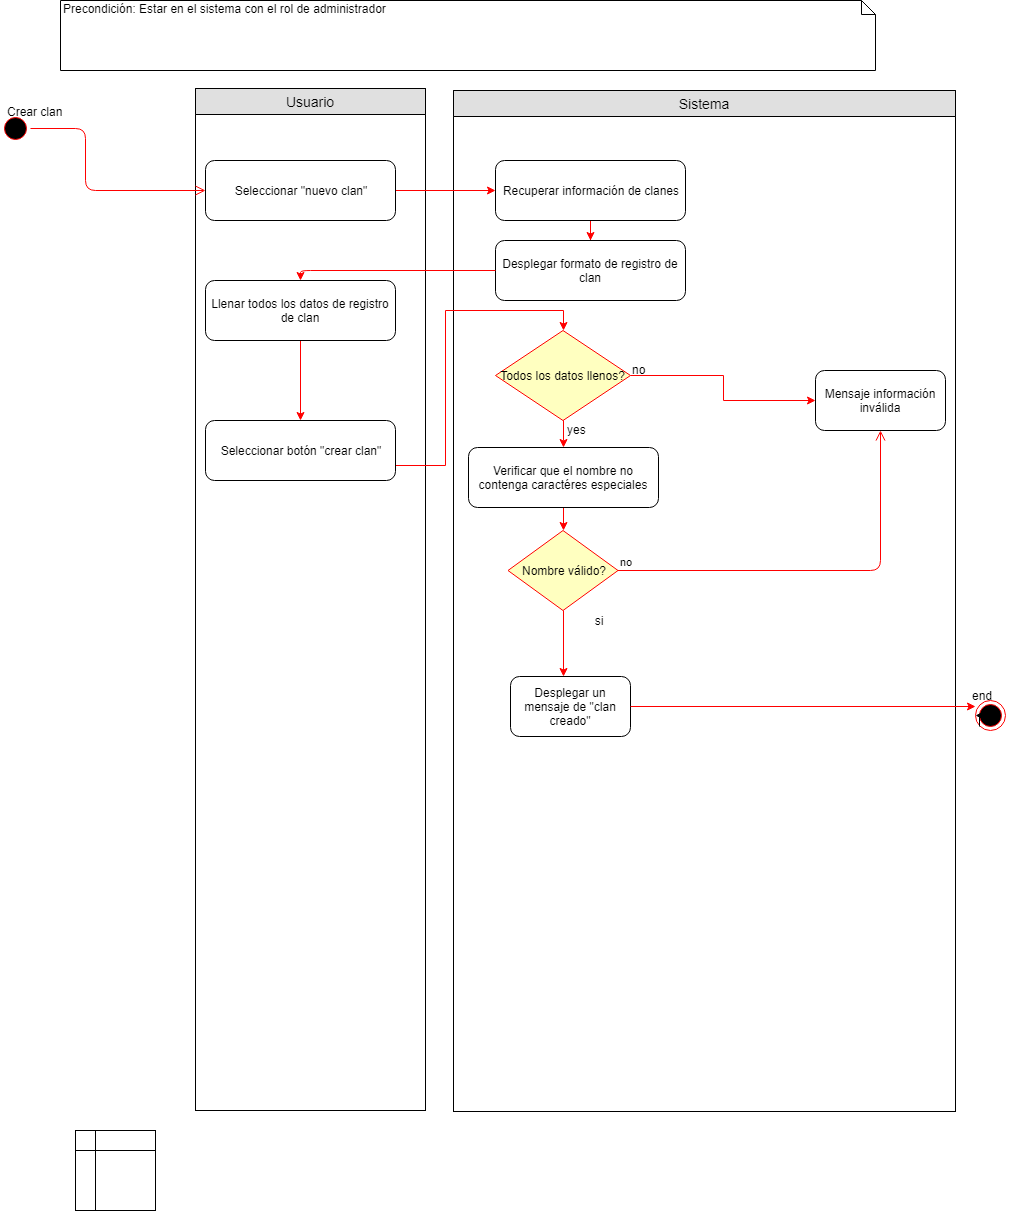 Precondición: Estar en el sistema con el rol de administrador
Crear clan
Usuario
Sistema
Seleccionar "nuevo clan"
Recuperar información de clanes
Desplegar formato de registro de
clan
Llenar todos los datos de registro
de clan
Todos los datos llenos?
no
Mensaje información
inválida
yes
Seleccionar botón "crear clan"
Verificar que el nombre no
contenga caractéres especiales
Nombre válido?
no
si
Desplegar un
mensaje de "clan
creado"
end